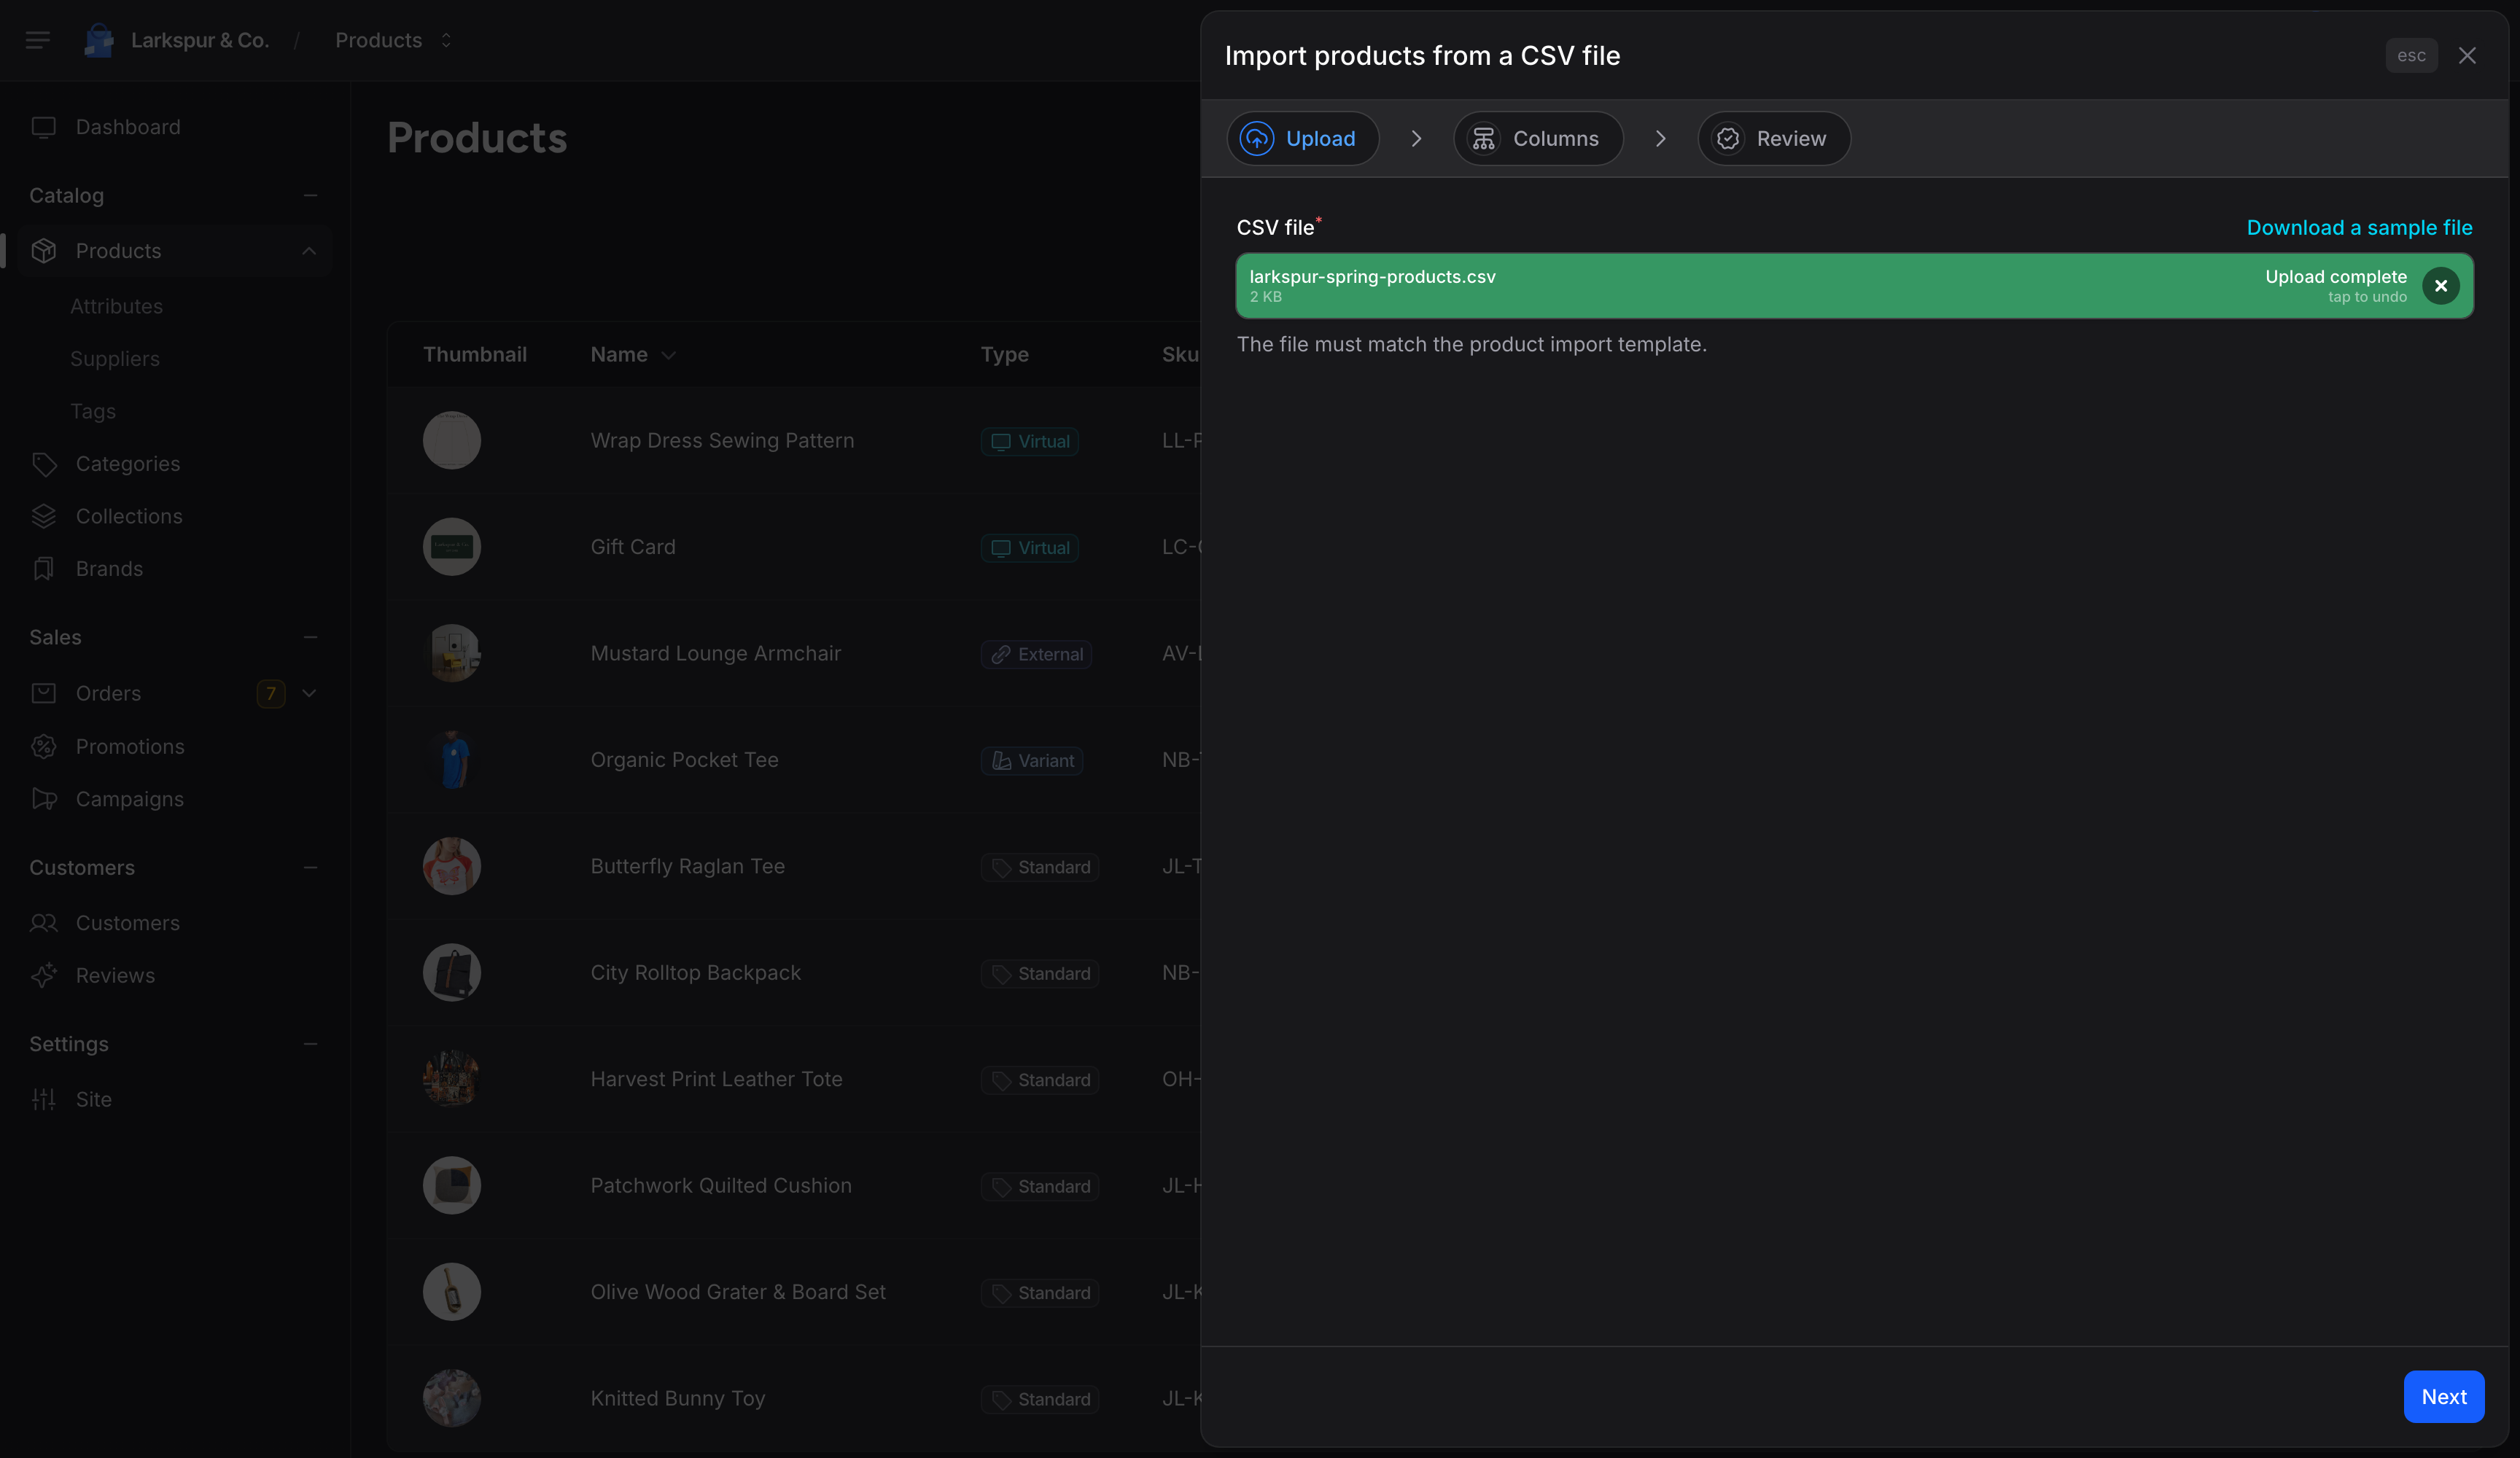 Larkspur & Co. / Products
Dashboard
Catalog
Products
Attributes
Suppliers
Tags
Categories
Collections
Brands
Sales
Orders 7
Promotions
Campaigns
Customers
Customers
Reviews
Settings
Site
Products
Thumbnail Name Type Sku
Wrap Dress Sewing Pattern Virtual
Gift Card Virtual
Mustard Lounge Armchair External
Organic Pocket Tee Variant
Butterfly Raglan Tee Standard
City Rolltop Backpack Standard
Harvest Print Leather Tote Standard
Patchwork Quilted Cushion Standard
Olive Wood Grater & Board Set Standard
Knitted Bunny Toy Standard
Import products from a CSV file
esc
Upload Columns Review
CSV file* Download a sample file
larkspur-spring-products.csv Upload complete
2 KB tap to undo
The file must match the product import template.
Next